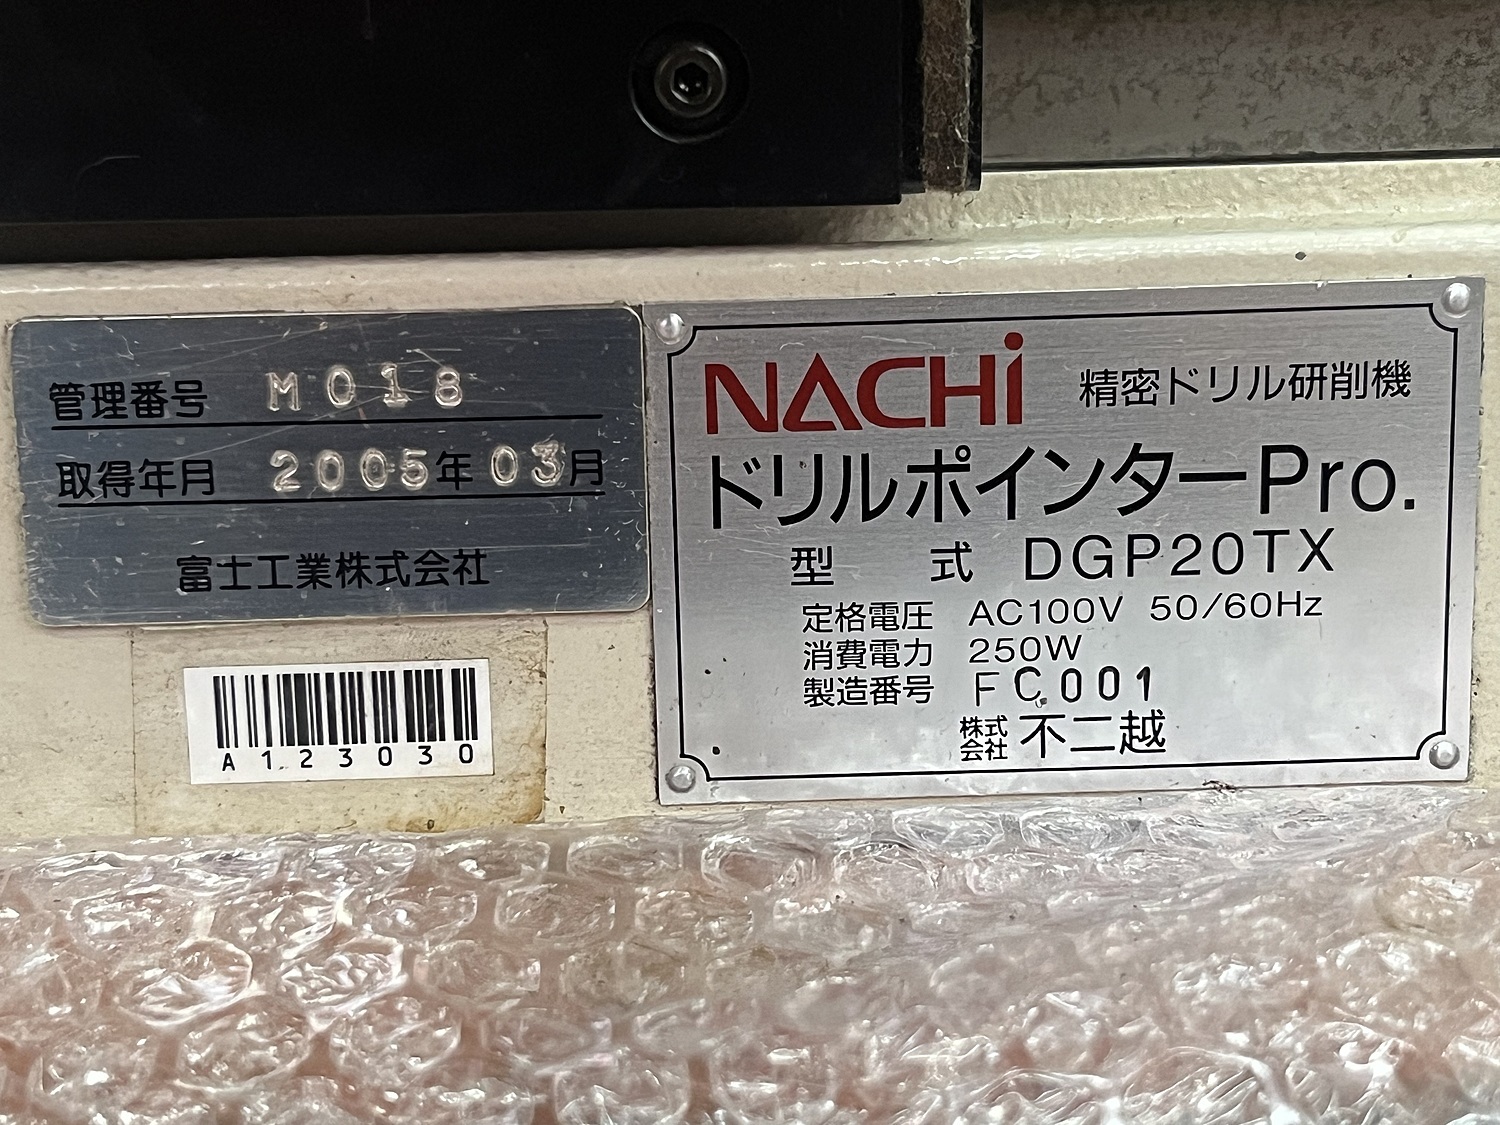 管理番号 M018
取得年月 2005年03月
富士工業株式会社
A123030
NACHi 精密ドリル研削機
ドリルポインターPro.
型 式 DGP20TX
定格電圧 AC100V 50/60Hz
消費電力 250W
製造番号 FC001
株式会社 不二越